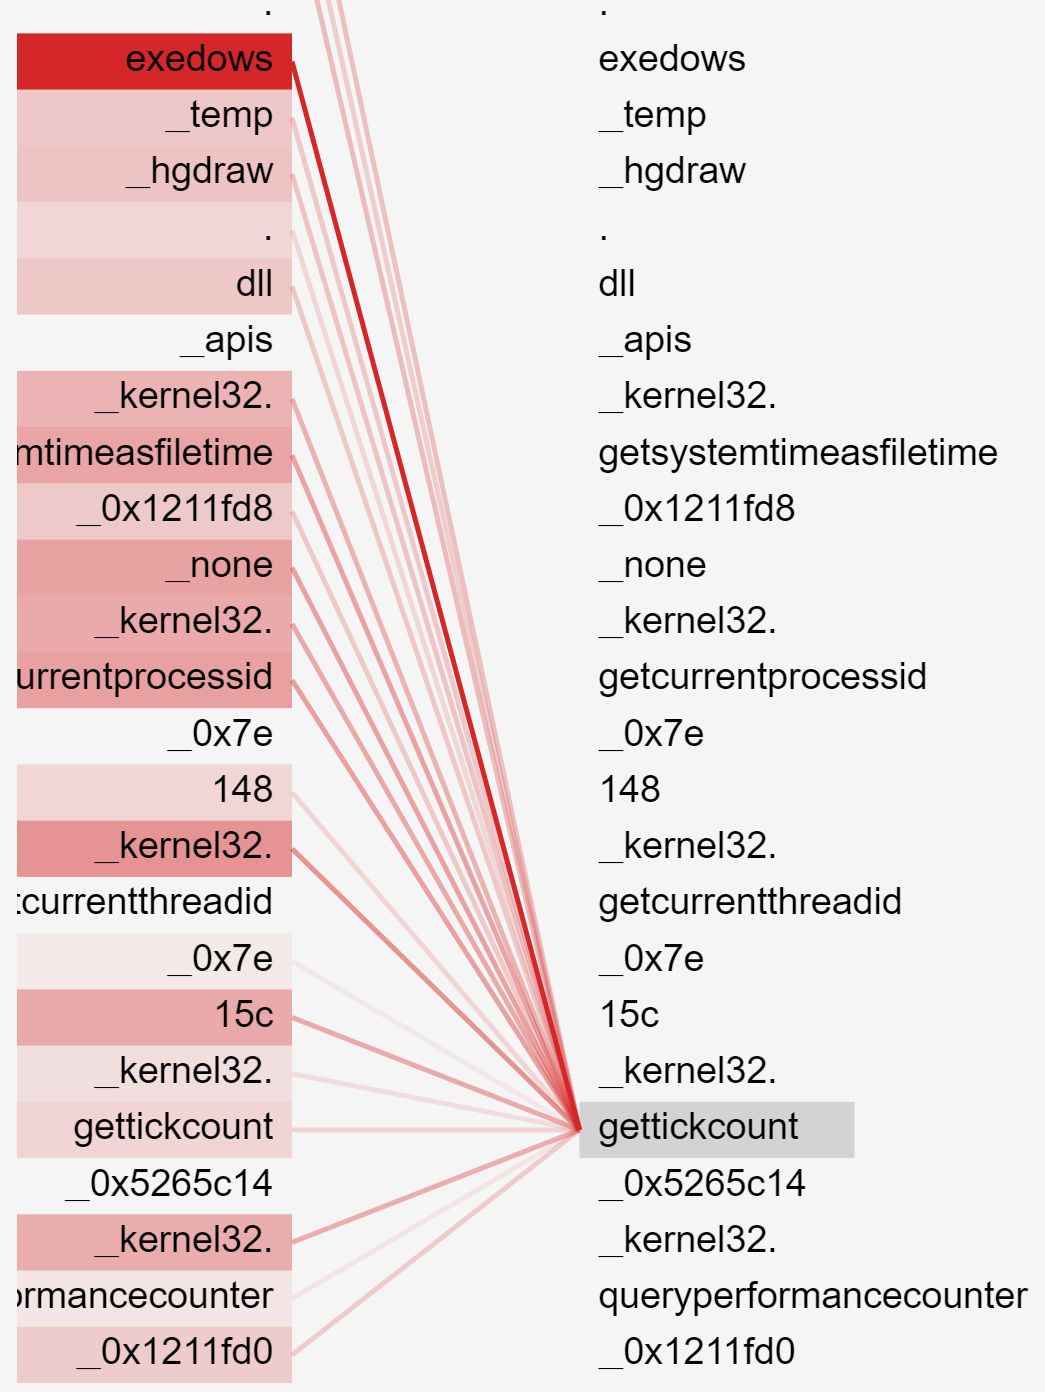 . .
exedows exedows
_temp _temp
_hgdraw _hgdraw
. .
dll dll
_apis _apis
_kernel32. _kernel32.
mtimeasfiletime getsystemtimeasfiletime
_0x1211fd8 _0x1211fd8
_none _none
_kernel32. _kernel32.
urrentprocessid getcurrentprocessid
_0x7e _0x7e
148 148
_kernel32. _kernel32.
tcurrentthreadid getcurrentthreadid
_0x7e _0x7e
15c 15c
_kernel32. _kernel32.
gettickcount gettickcount
_0x5265c14 _0x5265c14
_kernel32. _kernel32.
ormancecounter queryperformancecounter
_0x1211fd0 _0x1211fd0